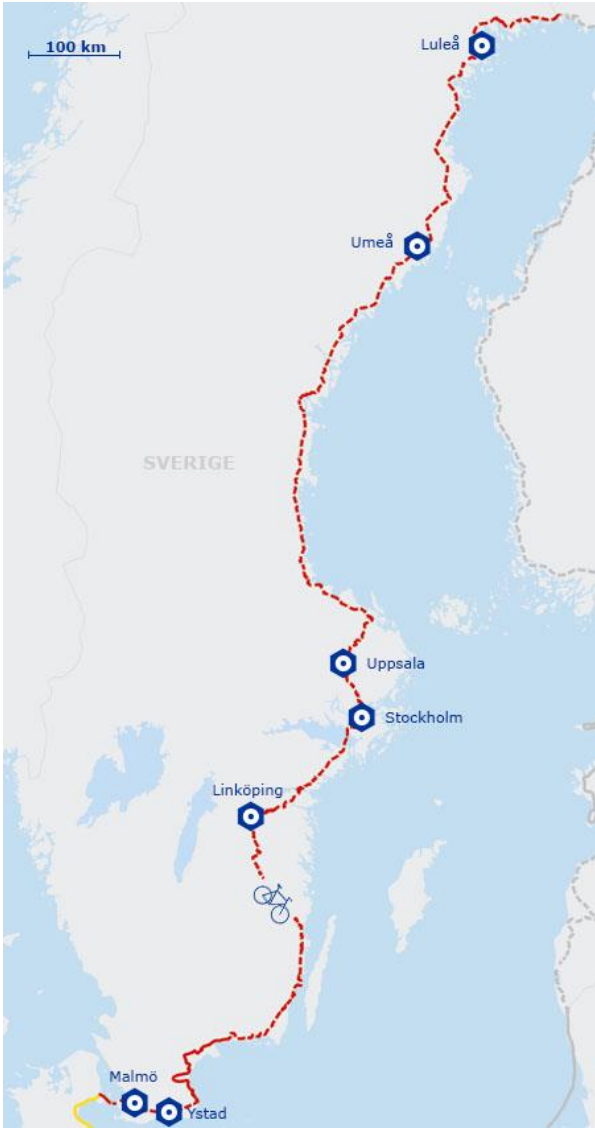 100 km
Luleå
Umeå
SVERIGE
Uppsala
Stockholm
Linköping
Malmö
Ystad